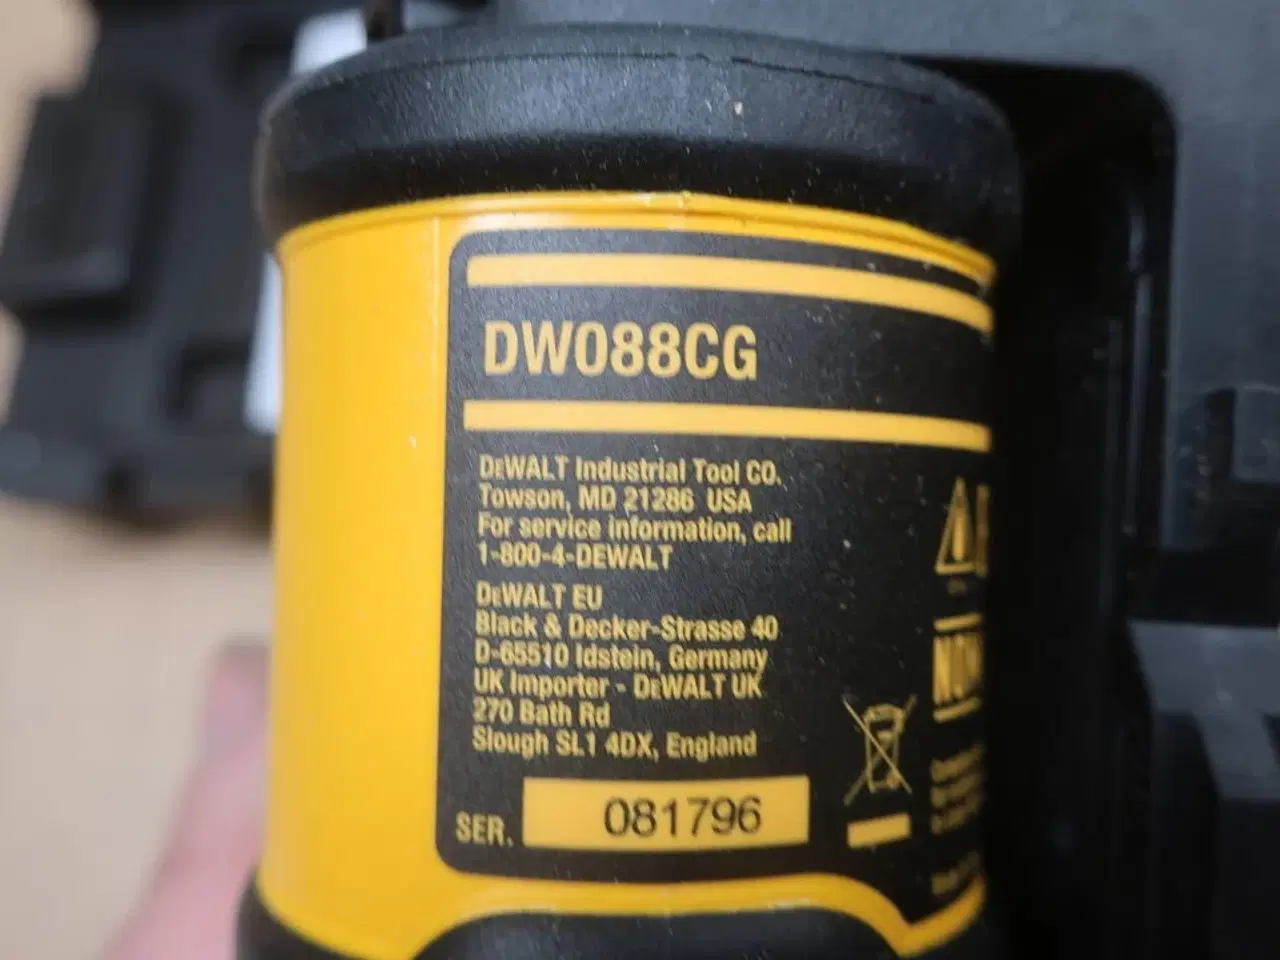 DW088CG
DEWALT Industrial Tool CO.
Towson, MD 21286 USA
For service information, call
1-800-4-DEWALT
DEWALT EU
Black & Decker-Strasse 40
D-65510 Idstein, Germany
UK Importer - DEWALT UK
270 Bath Rd
Slough SL1 4DX, England
SER. 081796